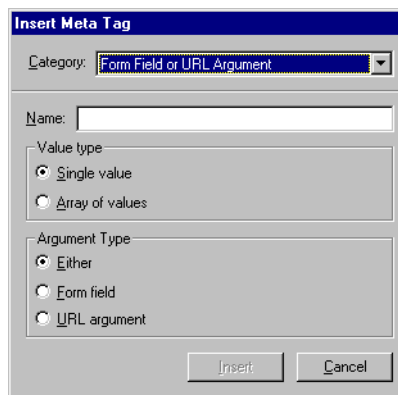 Insert Meta Tag
Category: Form Field or URL Argument
Name:
Value type
Single value
Array of values
Argument Type
Either
Form field
URL argument
Insert Cancel